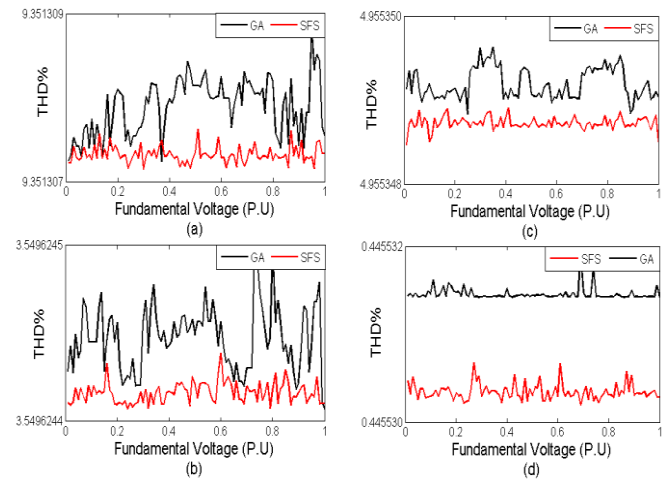 9.351309
GA
SFS
THD%
9.351307
0
0.2
0.4
0.6
0.8
1
Fundamental Voltage (P.U)
(a)
4.955350
GA
SFS
THD%
4.955348
0
0.2
0.4
0.6
0.8
1
Fundamental Voltage (P.U)
(c)
3.5496245
GA
SFS
THD%
3.5496244
0
0.2
0.4
0.6
0.8
1
Fundamental Voltage (P.U)
(b)
0.445532
SFS
GA
THD%
0.445530
0
0.2
0.4
0.6
0.8
1
Fundamental Voltage (P.U)
(d)